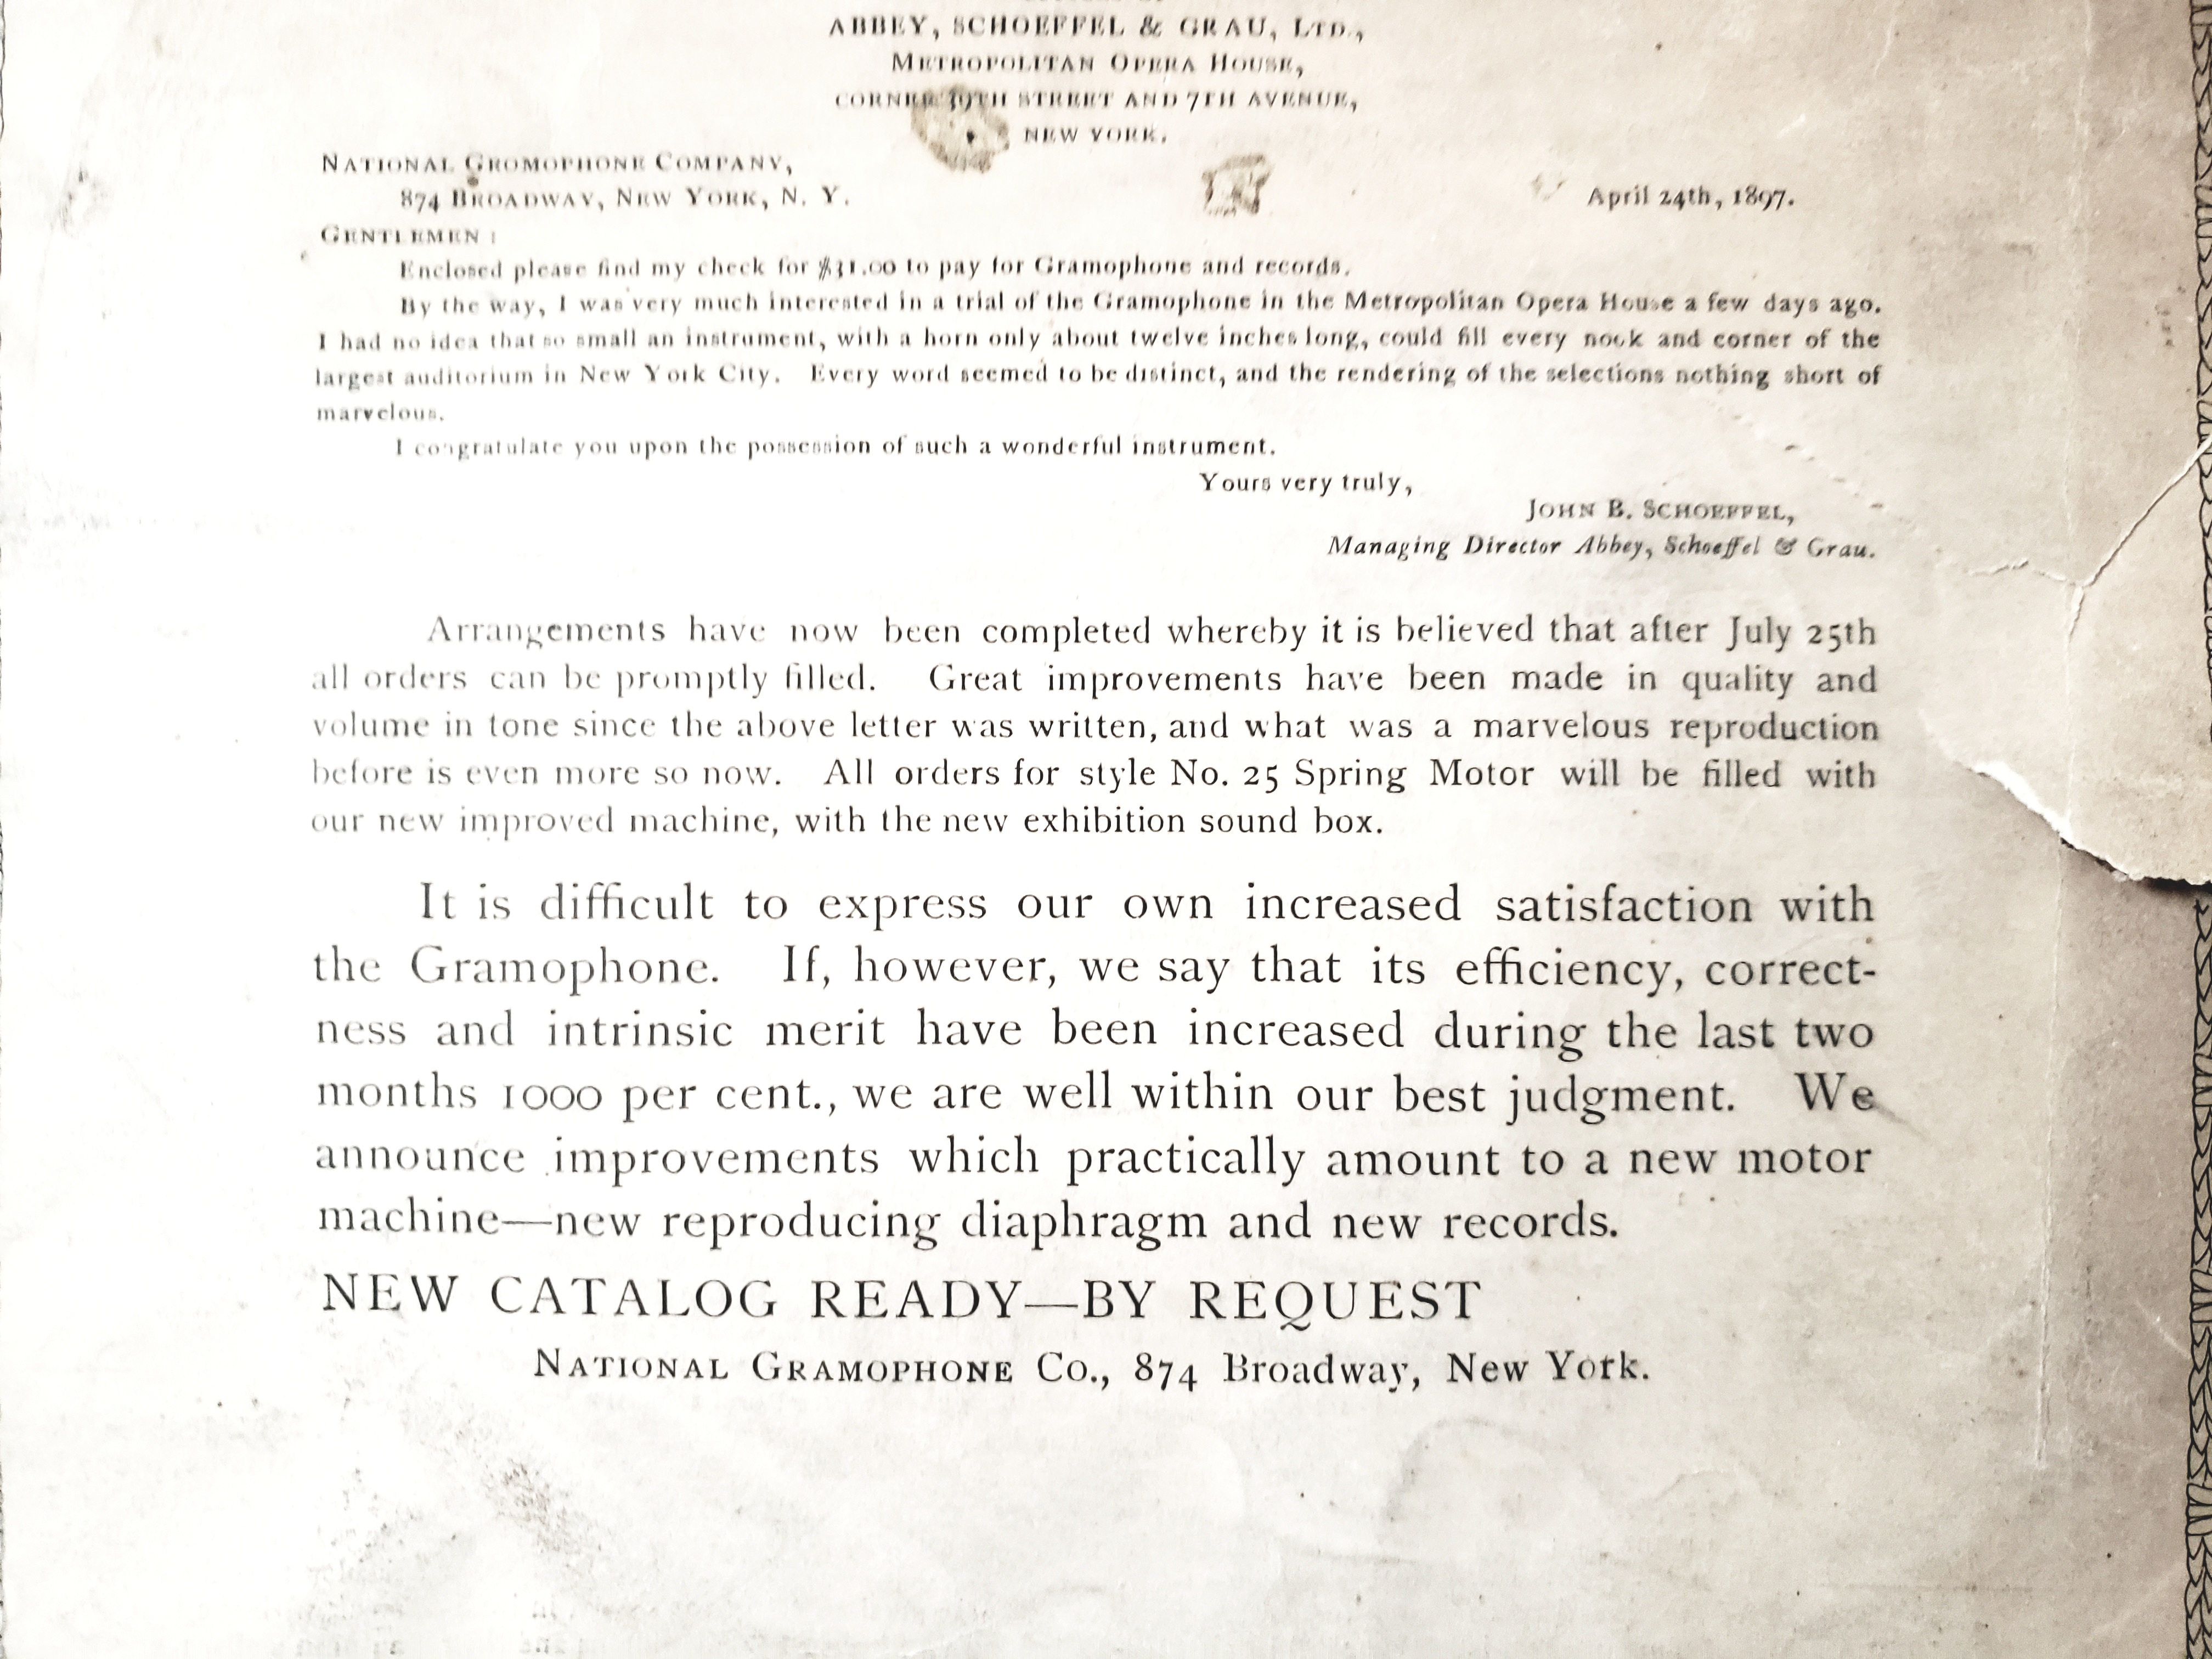 ABBEY, SCHOEFFEL & GRAU, LTD.,
METROPOLITAN OPERA HOUSE,
CORNER 39TH STREET AND 7TH AVENUE,
NEW YORK.
NATIONAL GROMOPHONE COMPANY,
874 BROADWAY, NEW YORK, N. Y.
April 24th, 1897.
GENTLEMEN:
Enclosed please find my check for $31.00 to pay for Gramophone and records.
By the way, I was very much interested in a trial of the Gramophone in the Metropolitan Opera House a few days ago.
I had no idea that so small an instrument, with a horn only about twelve inches long, could fill every nook and corner of the
largest auditorium in New York City. Every word seemed to be distinct, and the rendering of the selections nothing short of
marvelous.
I congratulate you upon the possession of such a wonderful instrument.
Yours very truly,
JOHN B. SCHOEFFEL,
Managing Director Abbey, Schoeffel & Grau.
Arrangements have now been completed whereby it is believed that after July 25th
all orders can be promptly filled. Great improvements have been made in quality and
volume in tone since the above letter was written, and what was a marvelous reproduction
before is even more so now. All orders for style No. 25 Spring Motor will be filled with
our new improved machine, with the new exhibition sound box.
It is difficult to express our own increased satisfaction with
the Gramophone. If, however, we say that its efficiency, correct-
ness and intrinsic merit have been increased during the last two
months 1000 per cent., we are well within our best judgment. We
announce improvements which practically amount to a new motor
machine—new reproducing diaphragm and new records.
NEW CATALOG READY—BY REQUEST
NATIONAL GRAMOPHONE Co., 874 Broadway, New York.